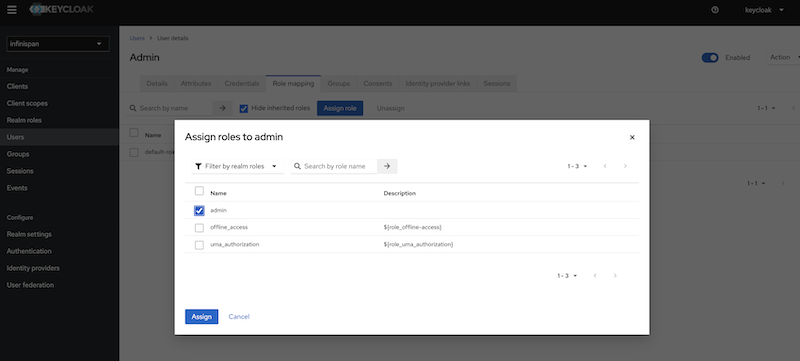 KEYCLOAK
keycloak
infinispan
Users > User details
Admin
Enabled
Action
Manage
Clients
Client scopes
Realm roles
Users
Groups
Sessions
Events
Configure
Realm settings
Authentication
Identity providers
User federation
Details Attributes Credentials Role mapping Groups Consents Identity provider links Sessions
Search by name Hide inherited roles Assign role Unassign 1 - 1
Name
default-ro
1 - 1
Assign roles to admin
Filter by realm roles Search by role name 1 - 3
Name Description
admin
offline_access ${role_offline-access}
uma_authorization ${role_uma_authorization}
1 - 3
Assign Cancel